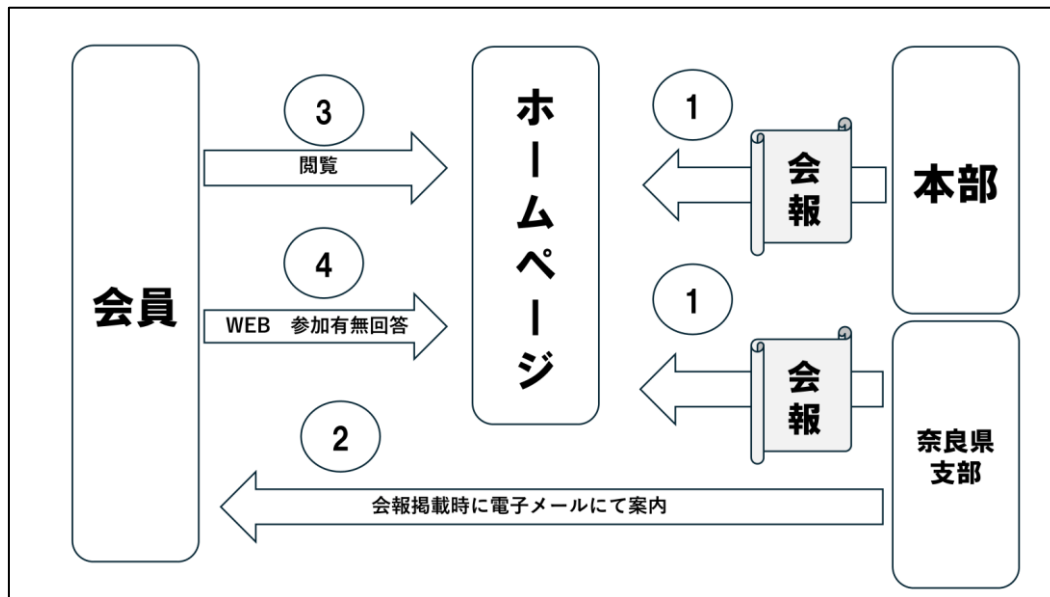 会員
3
閲覧
4
WEB　参加有無回答
2
会報掲載時に電子メールにて案内
ホームページ
1
会報
本部
1
会報
奈良県
支部